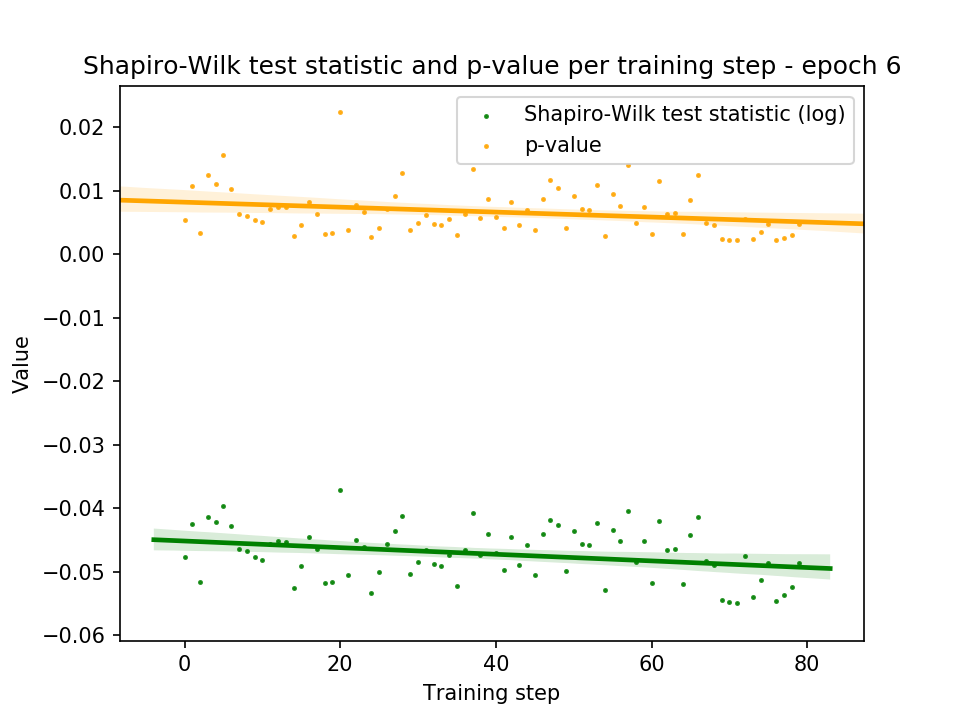 Shapiro-Wilk test statistic and p-value per training step - epoch 6
Shapiro-Wilk test statistic (log)
p-value
0.02
0.01
0.00
−0.01
−0.02
−0.03
−0.04
−0.05
−0.06
Value
0 20 40 60 80
Training step